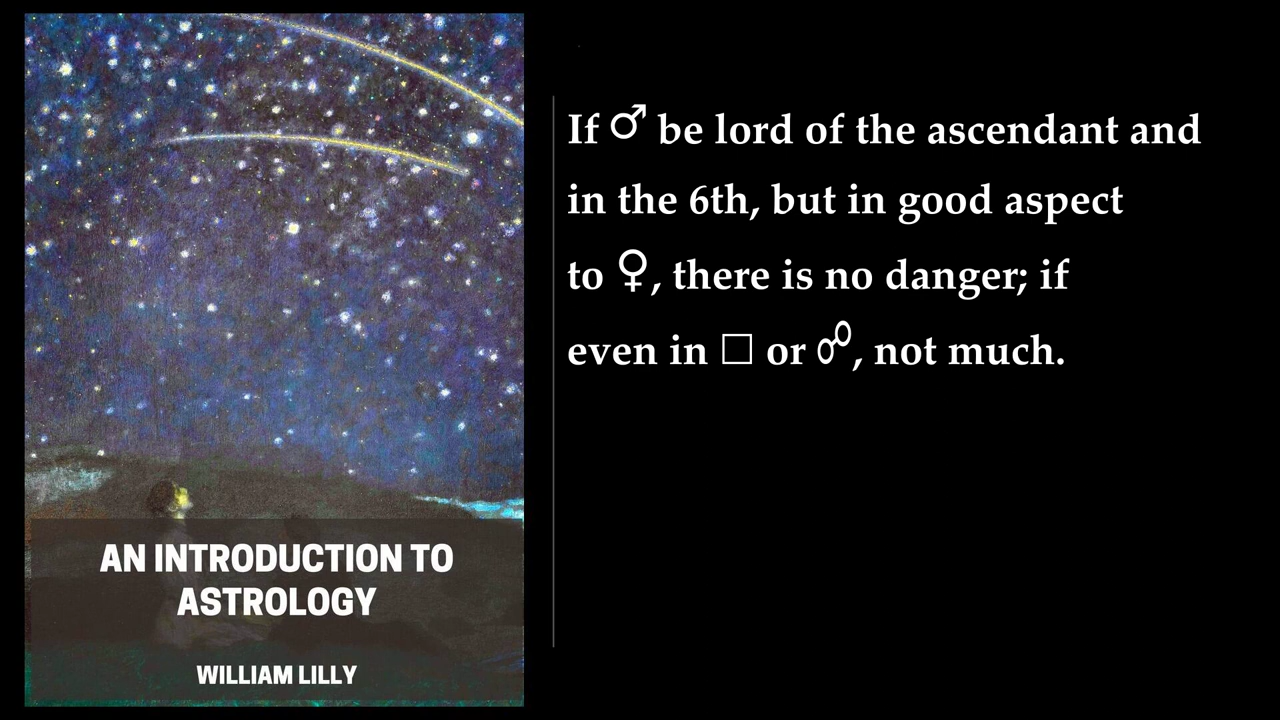 If ♂ be lord of the ascendant and
in the 6th, but in good aspect
to ♀, there is no danger; if
even in □ or ☍, not much.
AN INTRODUCTION TO
ASTROLOGY
WILLIAM LILLY